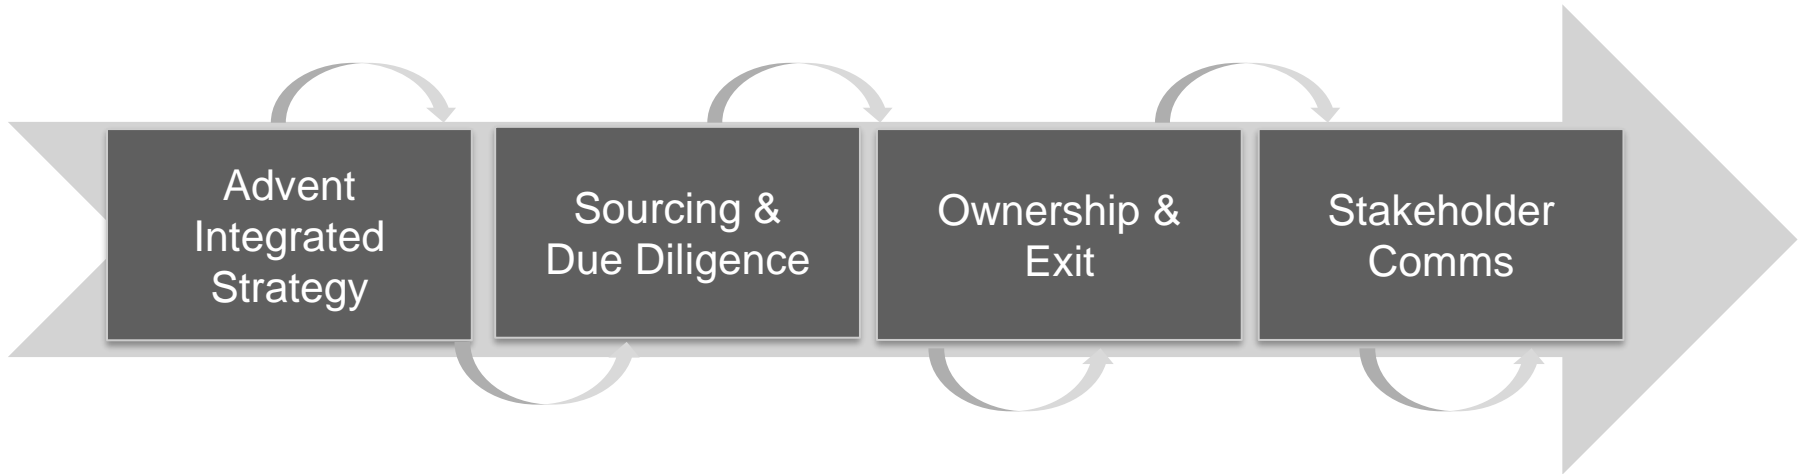 Advent
Integrated
Strategy
Sourcing &
Due Diligence
Ownership &
Exit
Stakeholder
Comms